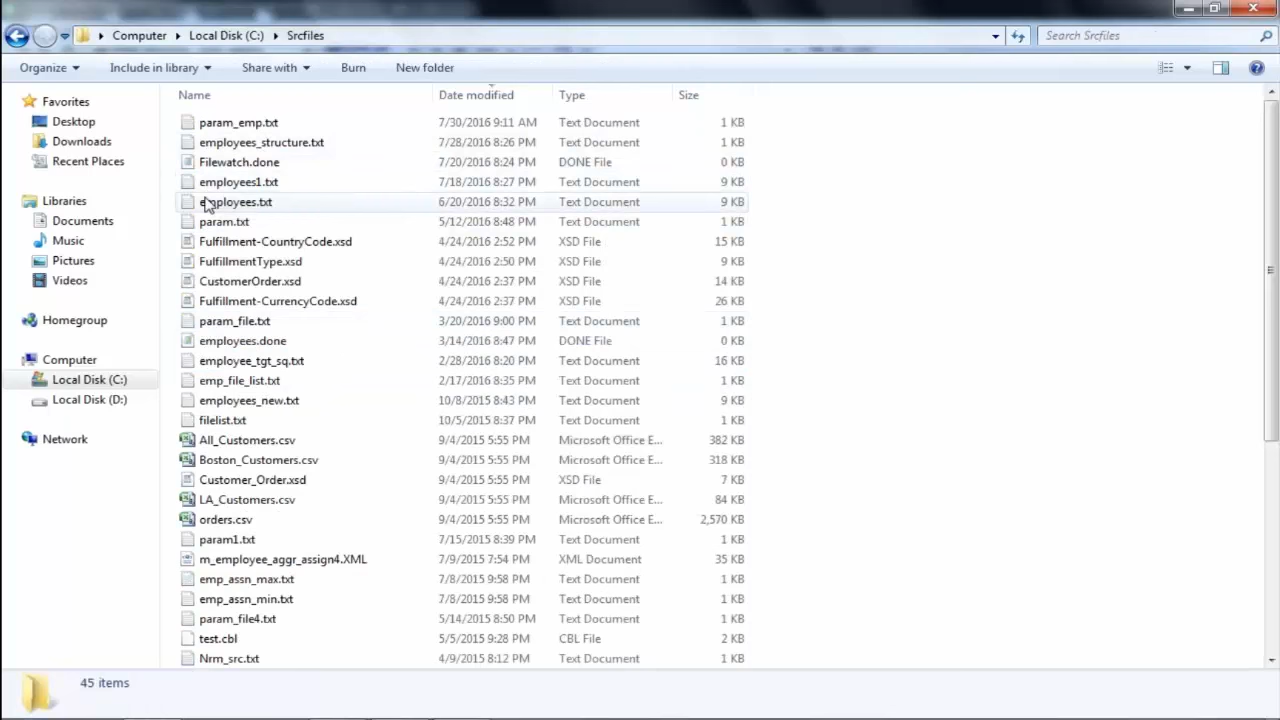 Computer Local Disk (C:) Srcfiles Search Srcfiles
Organize Include in library Share with Burn New folder
Favorites
Desktop
Downloads
Recent Places
Libraries
Documents
Music
Pictures
Videos
Homegroup
Computer
Local Disk (C:)
Local Disk (D:)
Network
Name Date modified Type Size
param_emp.txt 7/30/2016 9:11 AM Text Document 1 KB
employees_structure.txt 7/28/2016 8:26 PM Text Document 1 KB
Filewatch.done 7/20/2016 8:24 PM DONE File 0 KB
employees1.txt 7/18/2016 8:27 PM Text Document 9 KB
employees.txt 6/20/2016 8:32 PM Text Document 9 KB
param.txt 5/12/2016 8:48 PM Text Document 1 KB
Fulfillment-CountryCode.xsd 4/24/2016 2:52 PM XSD File 15 KB
FulfillmentType.xsd 4/24/2016 2:50 PM XSD File 9 KB
CustomerOrder.xsd 4/24/2016 2:37 PM XSD File 14 KB
Fulfillment-CurrencyCode.xsd 4/24/2016 2:37 PM XSD File 26 KB
param_file.txt 3/20/2016 9:00 PM Text Document 1 KB
employees.done 3/14/2016 8:47 PM DONE File 0 KB
employee_tgt_sq.txt 2/28/2016 8:20 PM Text Document 16 KB
emp_file_list.txt 2/17/2016 8:35 PM Text Document 1 KB
employees_new.txt 10/8/2015 8:43 PM Text Document 9 KB
filelist.txt 10/5/2015 8:37 PM Text Document 1 KB
All_Customers.csv 9/4/2015 5:55 PM Microsoft Office E... 382 KB
Boston_Customers.csv 9/4/2015 5:55 PM Microsoft Office E... 318 KB
Customer_Order.xsd 9/4/2015 5:55 PM XSD File 7 KB
LA_Customers.csv 9/4/2015 5:55 PM Microsoft Office E... 84 KB
orders.csv 9/4/2015 5:55 PM Microsoft Office E... 2,570 KB
param1.txt 7/15/2015 8:39 PM Text Document 1 KB
m_employee_aggr_assign4.XML 7/9/2015 7:54 PM XML Document 35 KB
emp_assn_max.txt 7/8/2015 9:58 PM Text Document 1 KB
emp_assn_min.txt 7/8/2015 9:58 PM Text Document 1 KB
param_file4.txt 5/14/2015 8:50 PM Text Document 1 KB
test.cbl 5/5/2015 9:28 PM CBL File 2 KB
Nrm_src.txt 4/9/2015 8:12 PM Text Document 1 KB
45 items